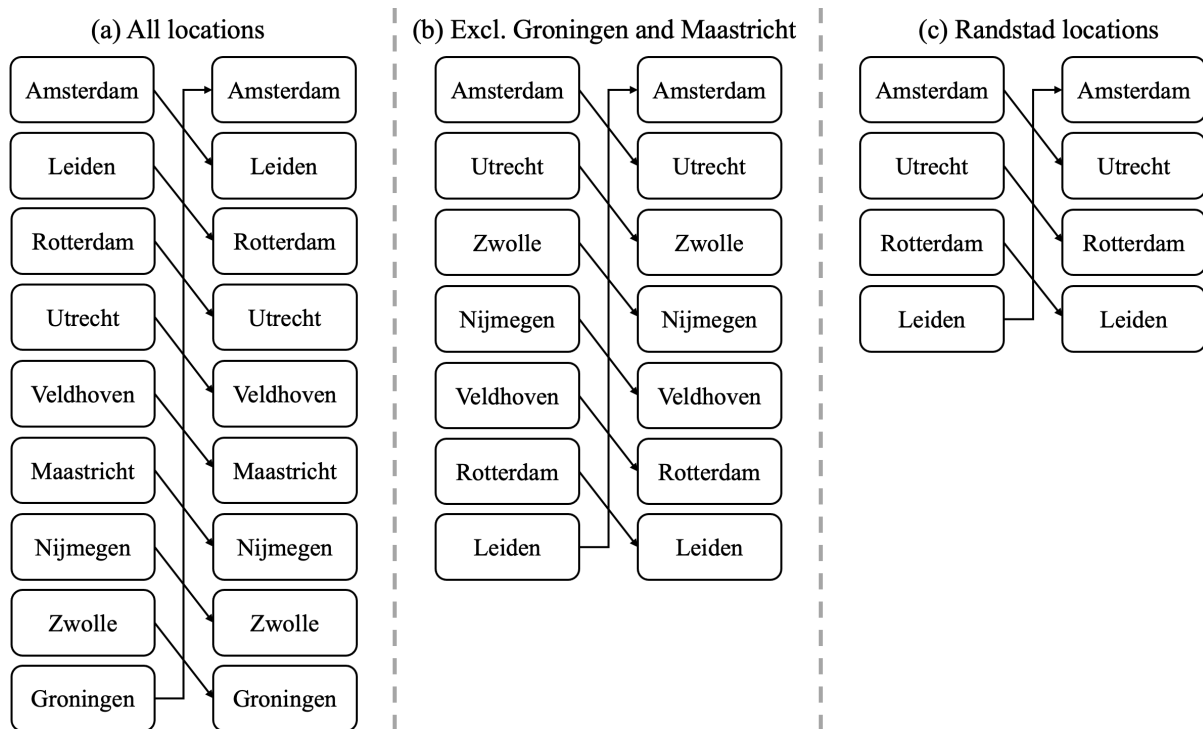 (a) All locations
Amsterdam
Amsterdam
Leiden
Leiden
Rotterdam
Rotterdam
Utrecht
Utrecht
Veldhoven
Veldhoven
Maastricht
Maastricht
Nijmegen
Nijmegen
Zwolle
Zwolle
Groningen
Groningen
(b) Excl. Groningen and Maastricht
Amsterdam
Amsterdam
Utrecht
Utrecht
Zwolle
Zwolle
Nijmegen
Nijmegen
Veldhoven
Veldhoven
Rotterdam
Rotterdam
Leiden
Leiden
(c) Randstad locations
Amsterdam
Amsterdam
Utrecht
Utrecht
Rotterdam
Rotterdam
Leiden
Leiden